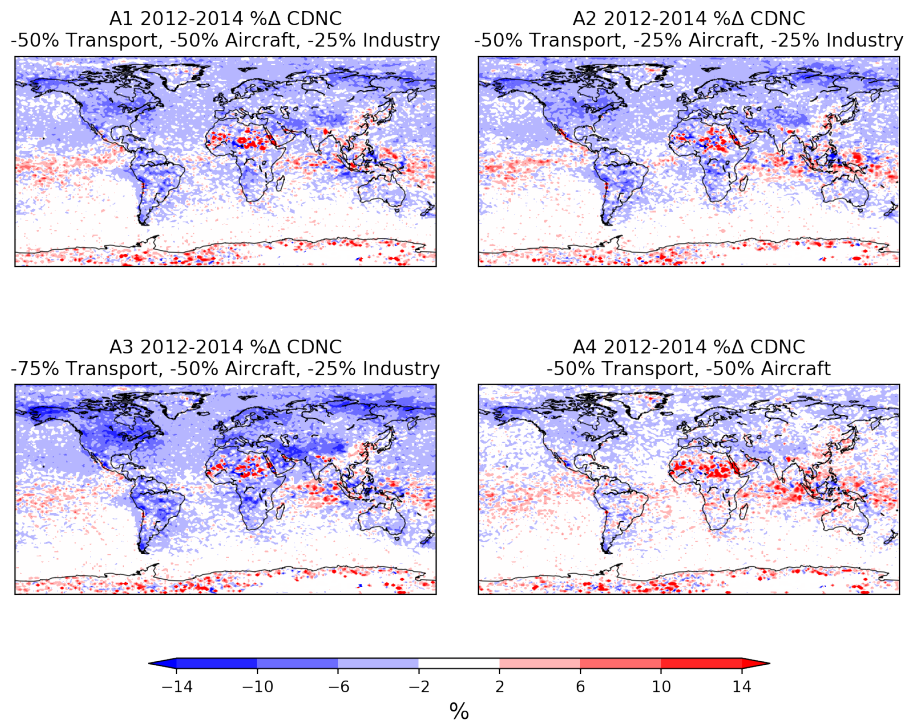 A1 2012-2014 %Δ CDNC
-50% Transport, -50% Aircraft, -25% Industry
A2 2012-2014 %Δ CDNC
-50% Transport, -25% Aircraft, -25% Industry
A3 2012-2014 %Δ CDNC
-75% Transport, -50% Aircraft, -25% Industry
A4 2012-2014 %Δ CDNC
-50% Transport, -50% Aircraft
−14 −10 −6 −2 2 6 10 14
%